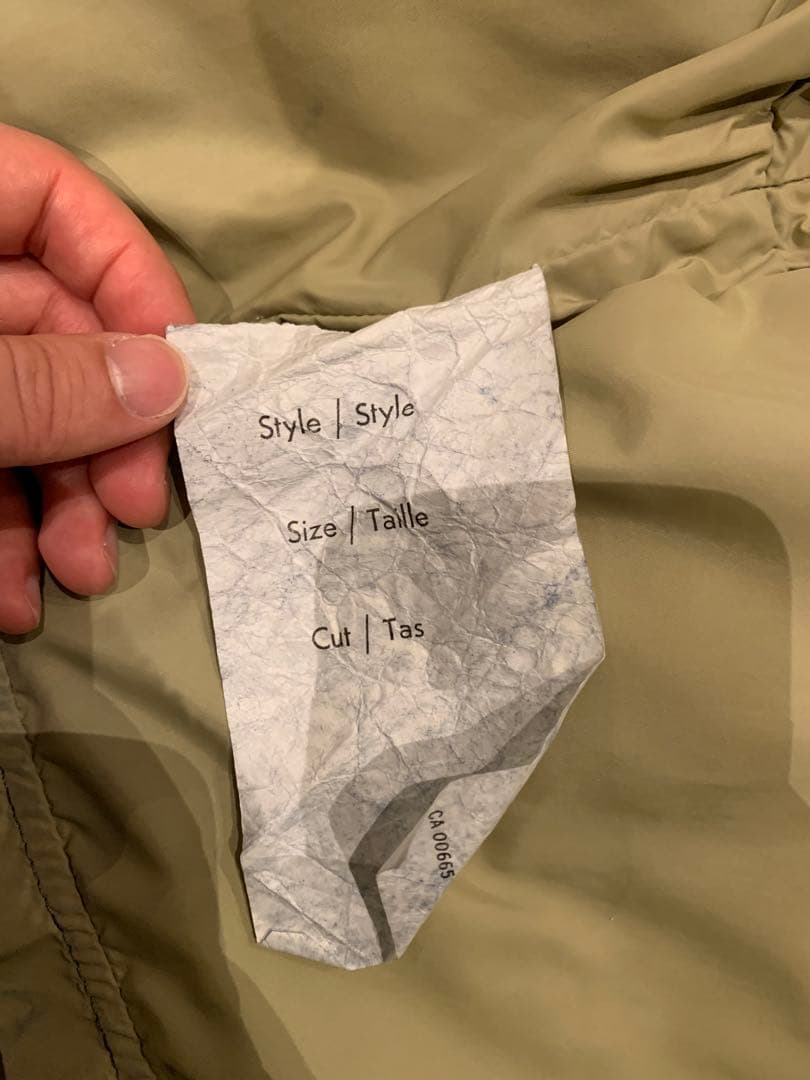 Style | Style
Size | Taille
Cut | Tas
CA 00665